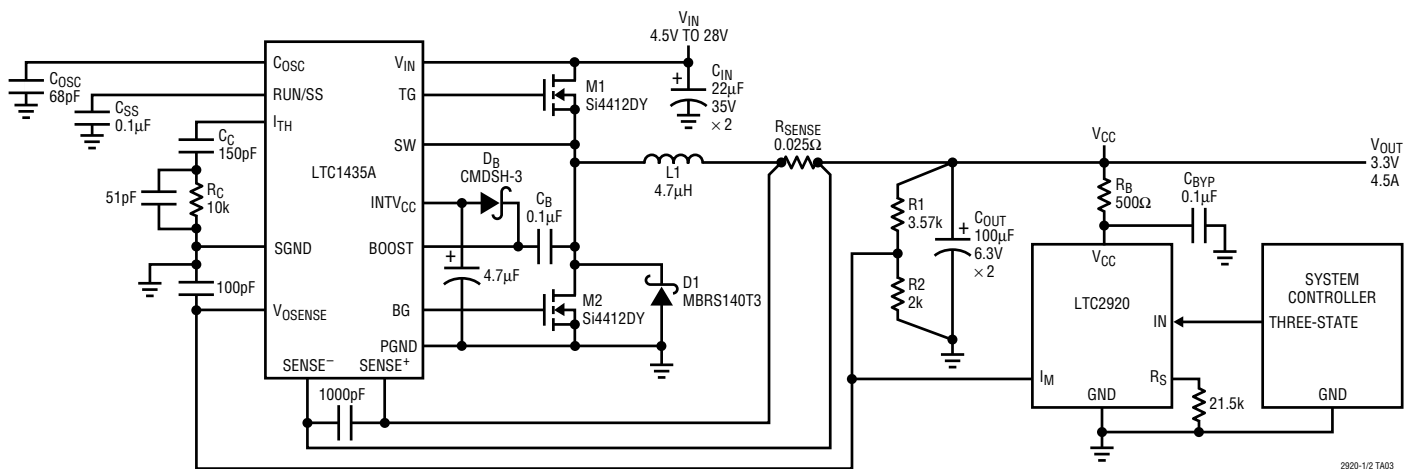 V_IN
4.5V TO 28V
C_OSC
68pF
C_SS
0.1µF
C_C
150pF
51pF
R_C
10k
100pF
C_OSC
RUN/SS
I_TH
SGND
V_OSENSE
LTC1435A
V_IN
TG
SW
INTV_CC
BOOST
BG
PGND
SENSE⁻
SENSE⁺
1000pF
M1
Si4412DY
C_IN
22µF
35V
× 2
D_B
CMDSH-3
C_B
0.1µF
4.7µF
M2
Si4412DY
D1
MBRS140T3
L1
4.7µH
R_SENSE
0.025Ω
R1
3.57k
R2
2k
C_OUT
100µF
6.3V
× 2
V_CC
R_B
500Ω
C_BYP
0.1µF
V_OUT
3.3V
4.5A
V_CC
LTC2920
IN
I_M
R_S
GND
21.5k
SYSTEM
CONTROLLER
THREE-STATE
GND
2920-1/2 TA03